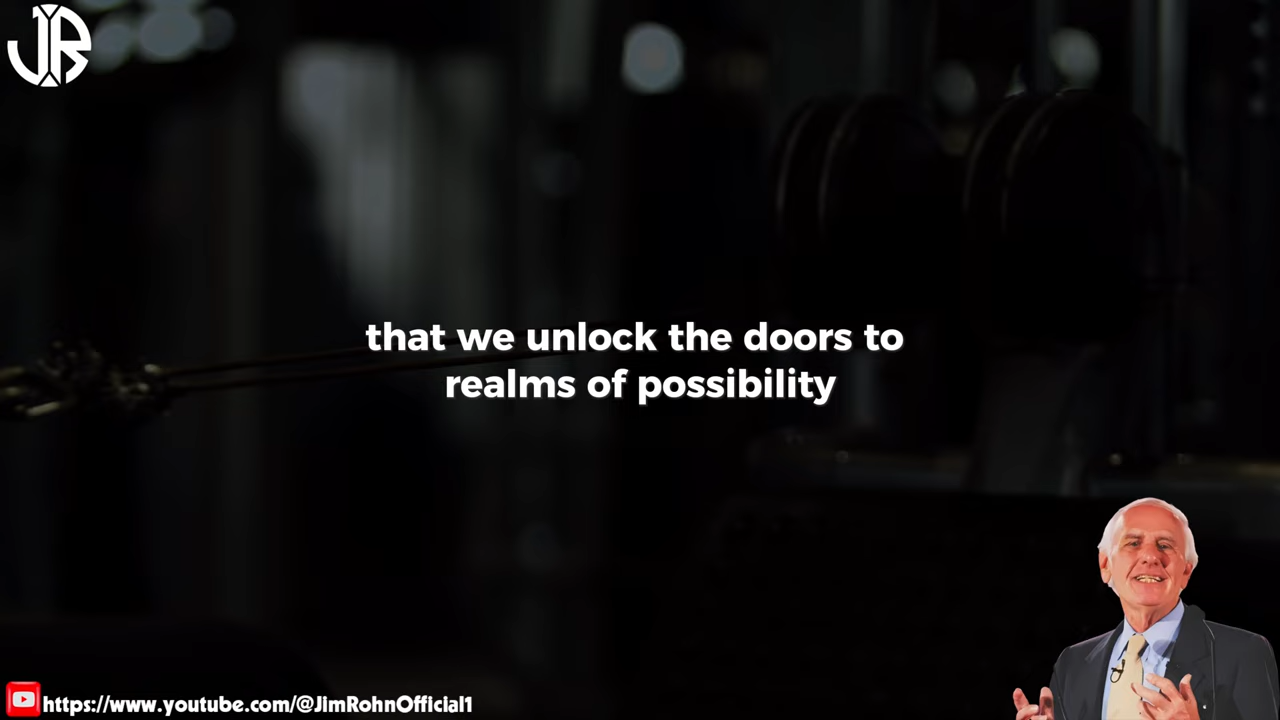 JR
that we unlock the doors to
realms of possibility
https://www.youtube.com/@JimRohnOfficial1